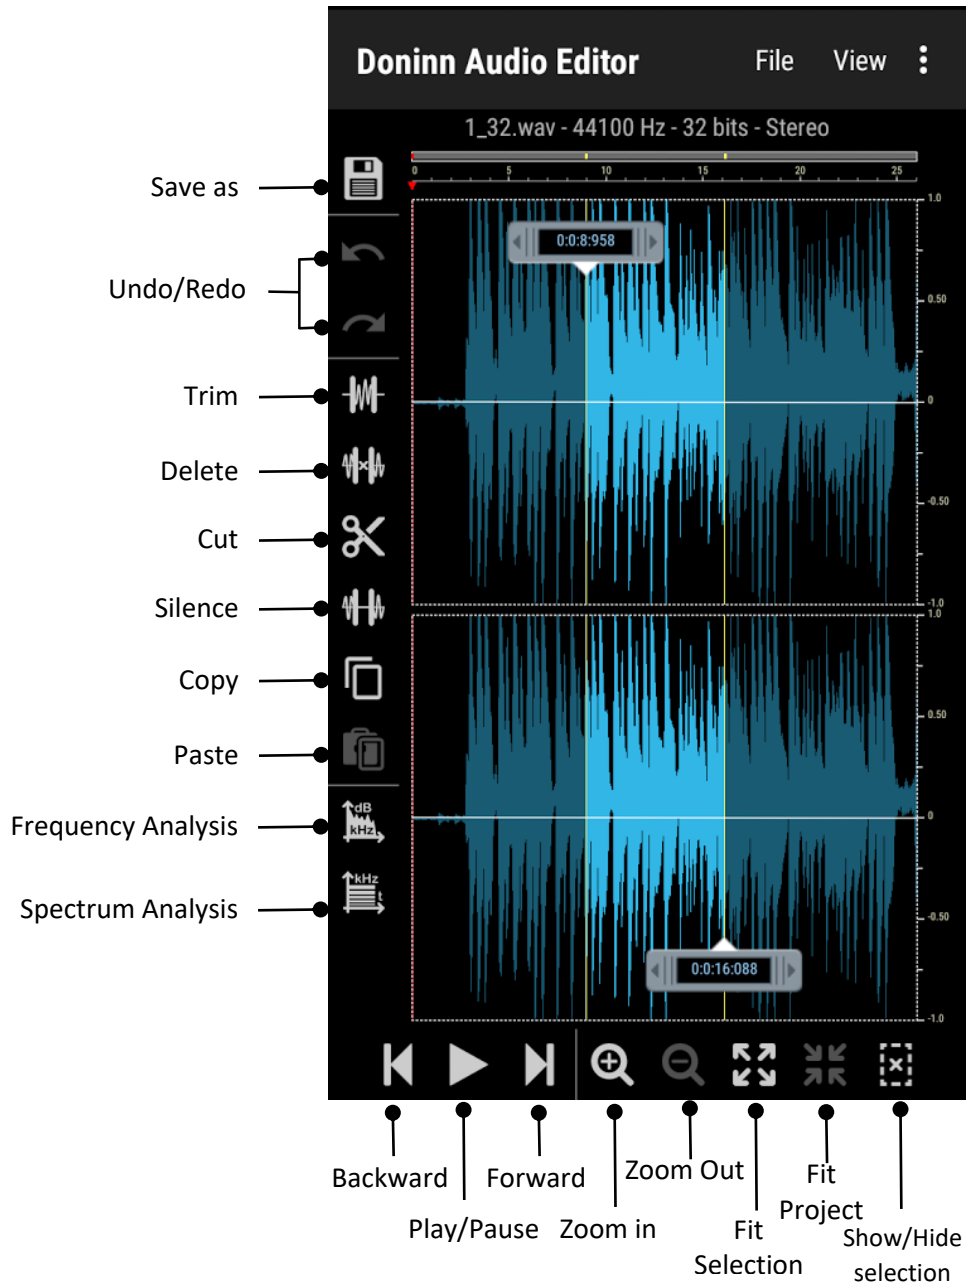 Doninn Audio Editor File View
1_32.wav - 44100 Hz - 32 bits - Stereo
0 5 10 15 20 25
Save as
Undo/Redo
Trim
Delete
Cut
Silence
Copy
Paste
Frequency Analysis
Spectrum Analysis
dB
kHz
kHz
t
0:0:8:958
1.0
0.50
0
-0.50
-1.0
1.0
0.50
0
-0.50
-1.0
0:0:16:088
Backward
Play/Pause
Forward
Zoom in
Zoom Out
Fit
Selection
Fit
Project
Show/Hide
selection